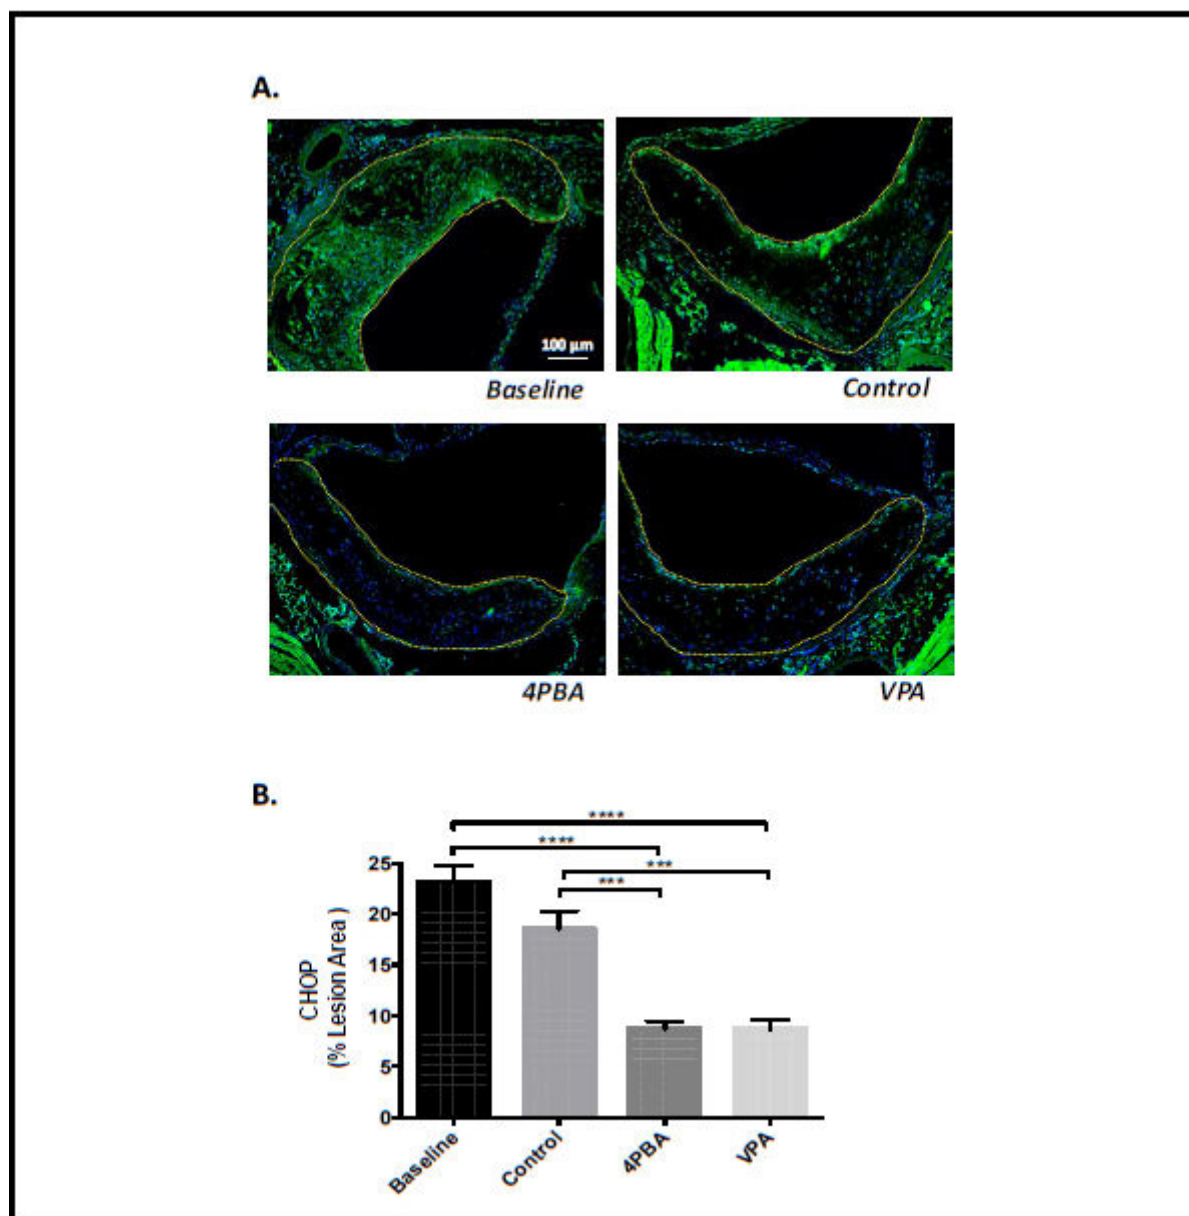 A.
100 µm
Baseline
Control
4PBA
VPA
B.
****
****
***
***
CHOP
(% Lesion Area )
25
20
15
10
5
0
Baseline
Control
4PBA
VPA